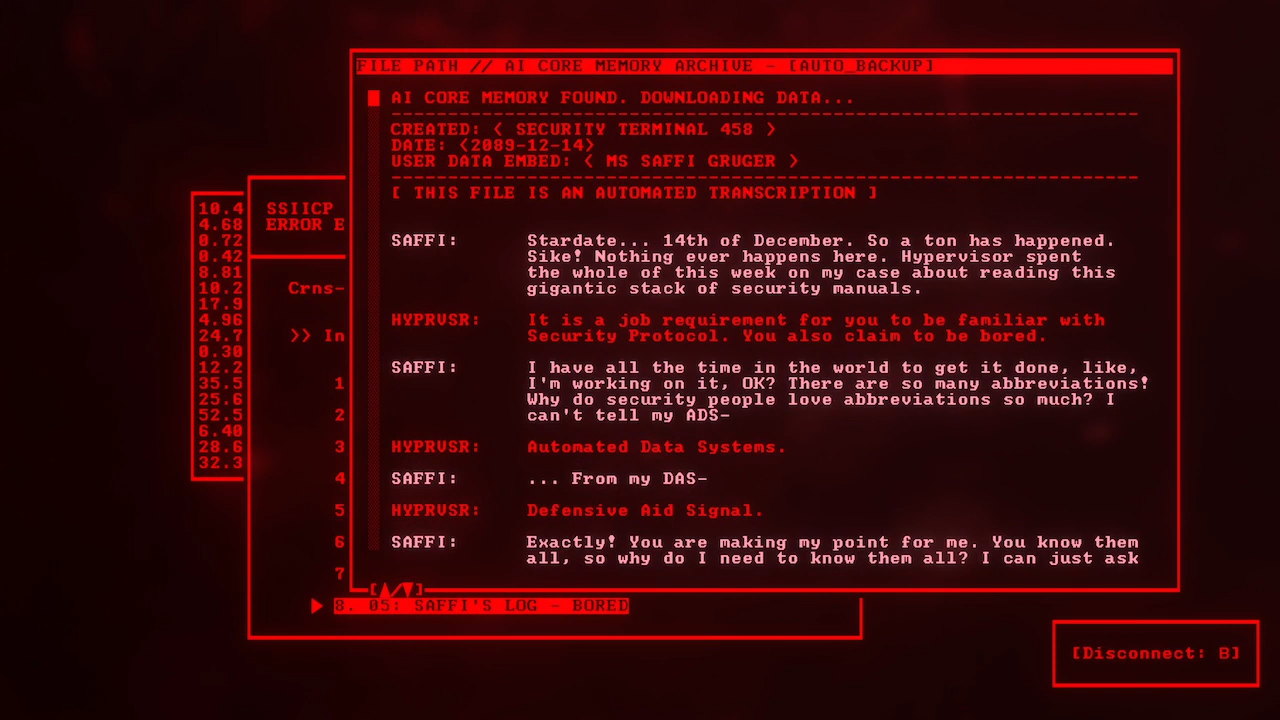 FILE PATH // AI CORE MEMORY ARCHIVE - [AUTO_BACKUP]
AI CORE MEMORY FOUND. DOWNLOADING DATA...
CREATED: < SECURITY TERMINAL 458 >
DATE: <2089-12-14>
USER DATA EMBED: < MS SAFFI GRUGER >
[ THIS FILE IS AN AUTOMATED TRANSCRIPTION ]
SAFFI: Stardate... 14th of December. So a ton has happened.
Sike! Nothing ever happens here. Hypervisor spent
the whole of this week on my case about reading this
gigantic stack of security manuals.
HYPRVSR: It is a job requirement for you to be familiar with
Security Protocol. You also claim to be bored.
SAFFI: I have all the time in the world to get it done, like,
I'm working on it, OK? There are so many abbreviations!
Why do security people love abbreviations so much? I
can't tell my ADS-
HYPRVSR: Automated Data Systems.
SAFFI: ... From my DAS-
HYPRVSR: Defensive Aid Signal.
SAFFI: Exactly! You are making my point for me. You know them
all, so why do I need to know them all? I can just ask
[▲/▼]
10.4
4.68
0.72
0.42
8.81
10.2
17.9
4.96
24.7
0.30
12.2
35.5
25.6
52.5
6.40
28.6
32.3
SSIICP
ERROR E
Crns-
>> In
1
2
3
4
5
6
7
8. 05: SAFFI'S LOG - BORED
[Disconnect: B]